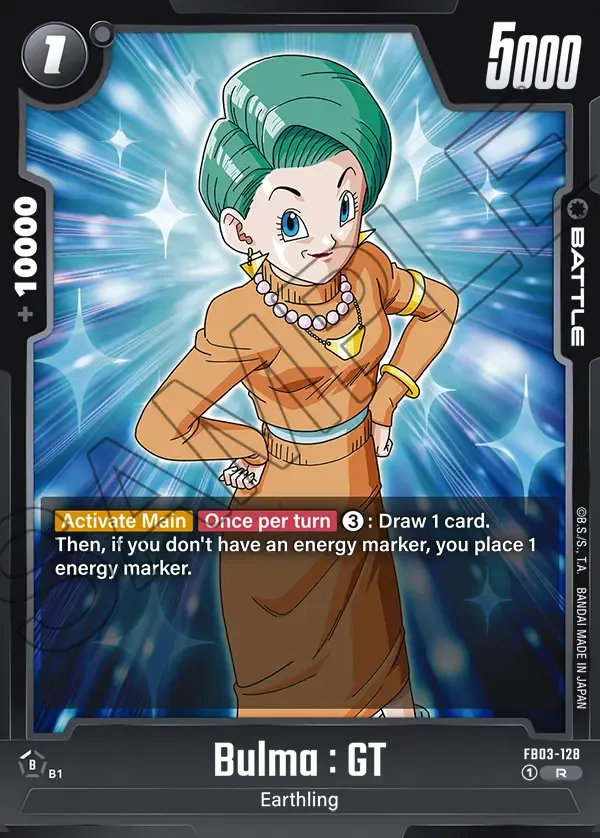 1
5000
+ 10000
BATTLE
SAMPLE
Activate Main Once per turn 3 : Draw 1 card.
Then, if you don't have an energy marker, you place 1
energy marker.
©B.S./S., T.A. BANDAI MADE IN JAPAN
Bulma : GT
FB03-128
B B1
1 R
Earthling